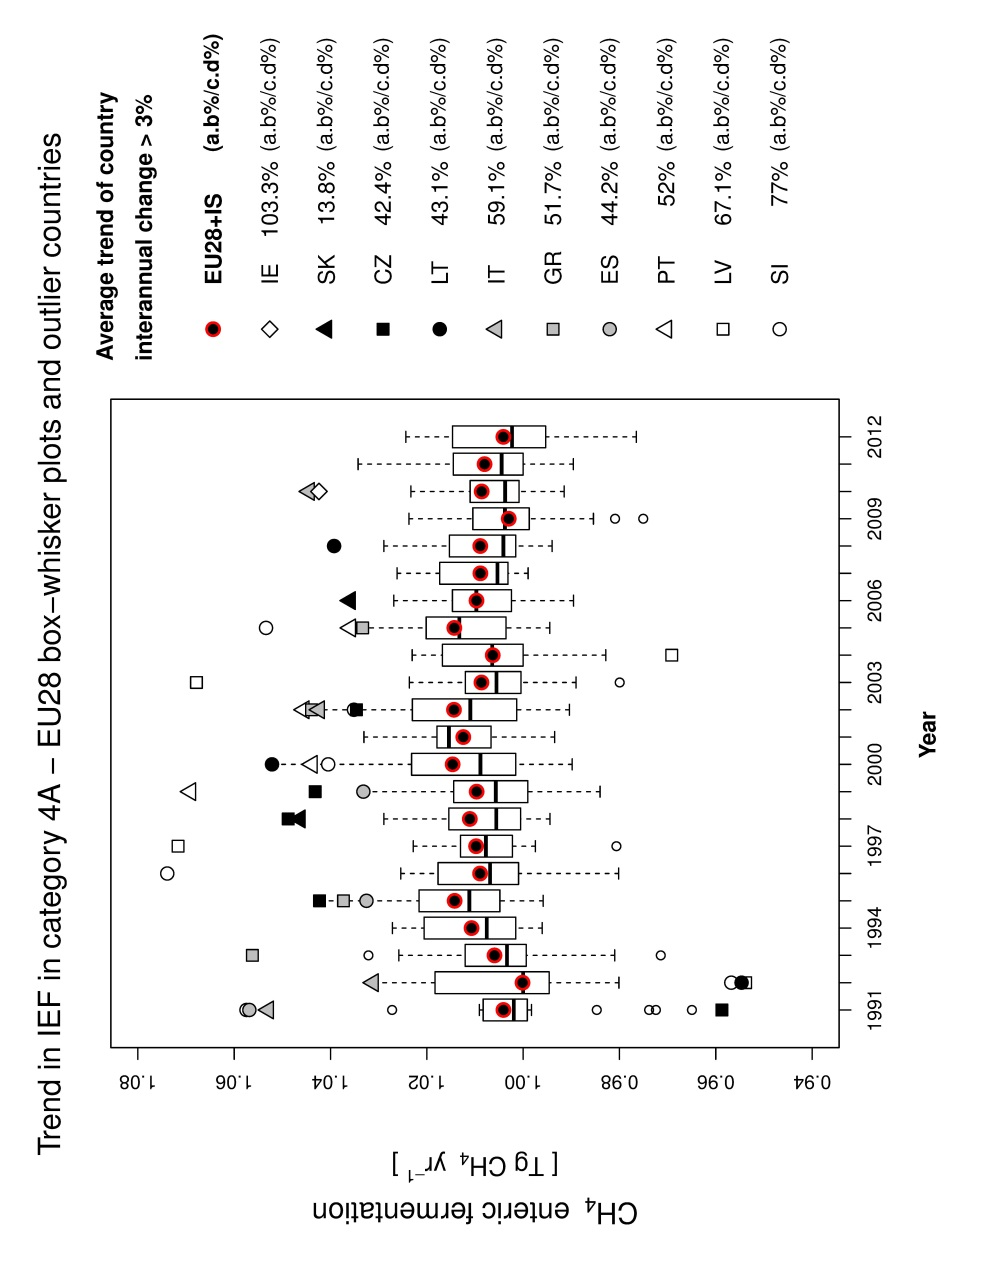 Trend in IEF in category 4A – EU28 box–whisker plots and outlier countries
CH4 enteric fermentation
[ Tg CH4 yr−1 ]
1.08
1.06
1.04
1.02
1.00
0.98
0.96
0.94
1991
1994
1997
2000
2003
2006
2009
2012
Year
Average trend of country
interannual change > 3%
EU28+IS (a.b%/c.d%)
IE 103.3% (a.b%/c.d%)
SK 13.8% (a.b%/c.d%)
CZ 42.4% (a.b%/c.d%)
LT 43.1% (a.b%/c.d%)
IT 59.1% (a.b%/c.d%)
GR 51.7% (a.b%/c.d%)
ES 44.2% (a.b%/c.d%)
PT 52% (a.b%/c.d%)
LV 67.1% (a.b%/c.d%)
SI 77% (a.b%/c.d%)